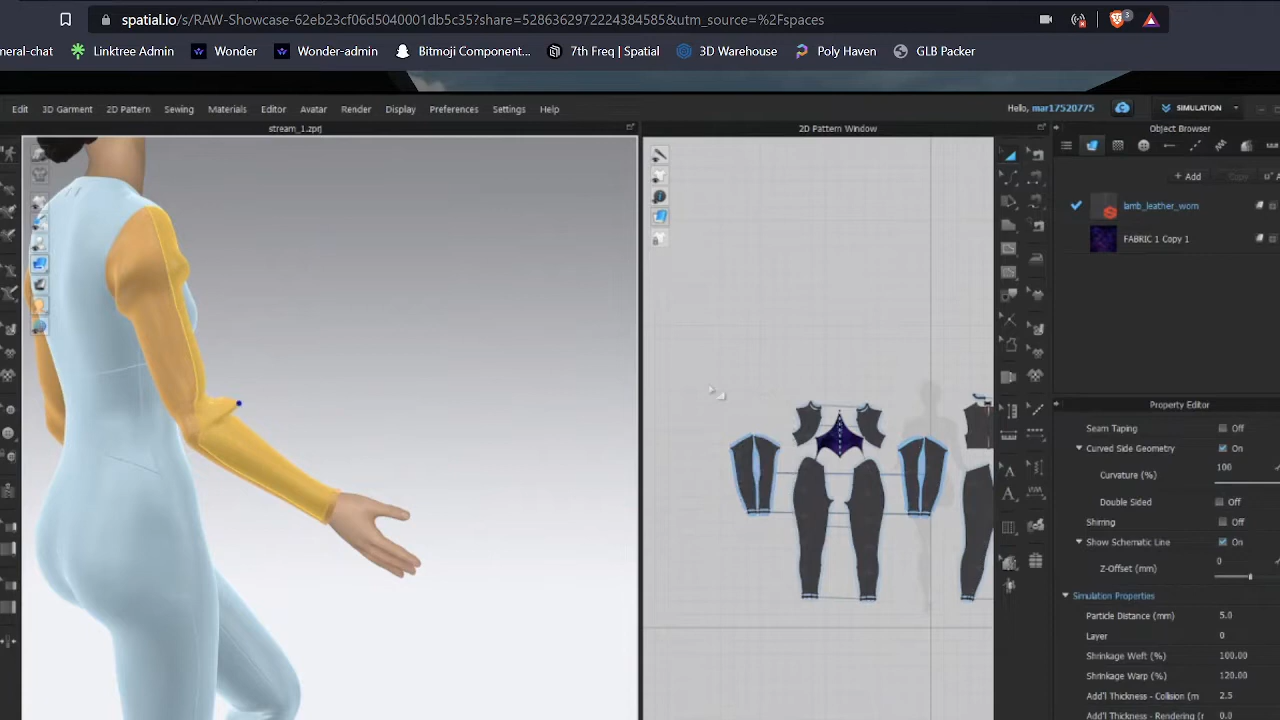 spatial.io/s/RAW-Showcase-62eb23cf06d5040001db5c35?share=5286362972224384585&utm_source=%2Fspaces
3
neral-chat Linktree Admin Wonder Wonder-admin Bitmoji Component... 7th Freq | Spatial 3D Warehouse Poly Haven GLB Packer
Edit 3D Garment 2D Pattern Sewing Materials Editor Avatar Render Display Preferences Settings Help Hello, mar17520775 SIMULATION
stream_1.zprj 2D Pattern Window Object Browser
+ Add Copy A
lamb_leather_worn
FABRIC 1 Copy 1
Property Editor
Seam Taping Off
Curved Side Geometry On
Curvature (%) 100
Double Sided Off
Shirring Off
Show Schematic Line On
Z-Offset (mm) 0
Simulation Properties
Particle Distance (mm) 5.0
Layer 0
Shrinkage Weft (%) 100.00
Shrinkage Warp (%) 120.00
Add'l Thickness - Collision (m 2.5
Add'l Thickness - Rendering (r 0.0